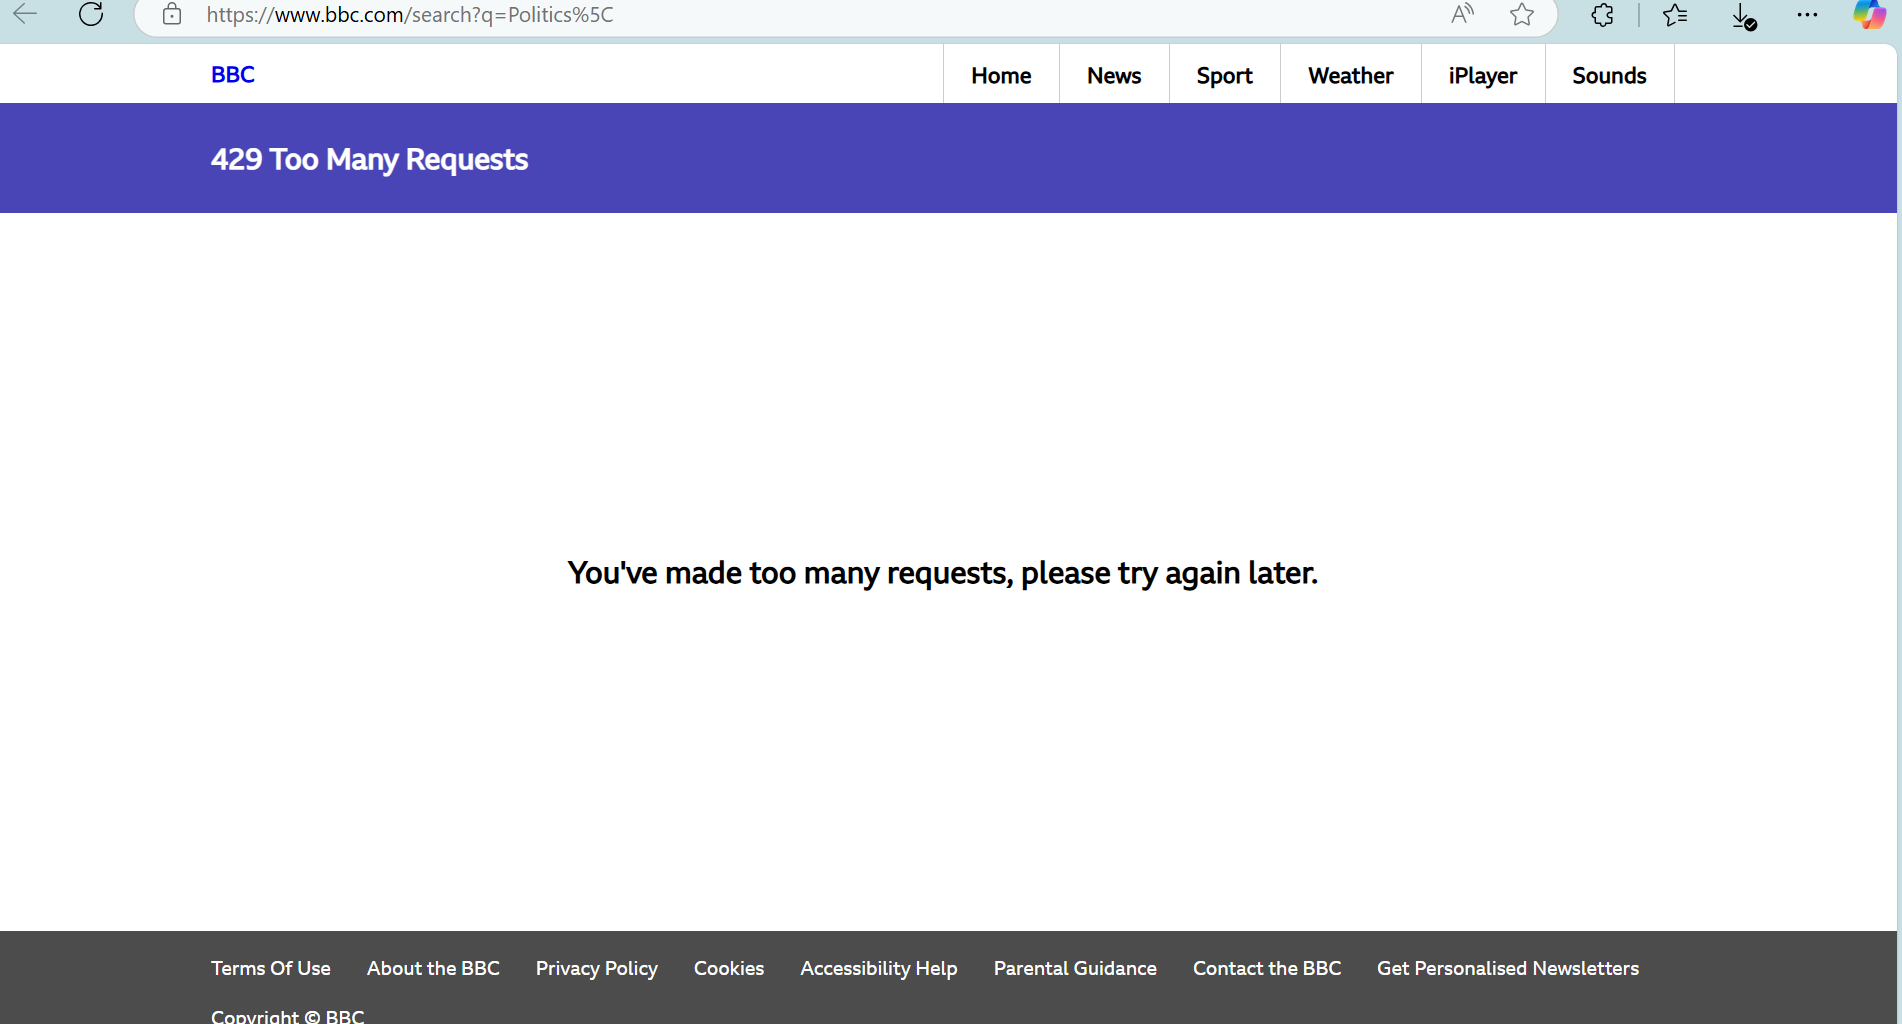 https://www.bbc.com/search?q=Politics%5C
BBC Home News Sport Weather iPlayer Sounds
429 Too Many Requests
You've made too many requests, please try again later.
Terms Of Use About the BBC Privacy Policy Cookies Accessibility Help Parental Guidance Contact the BBC Get Personalised Newsletters
Copyright © BBC